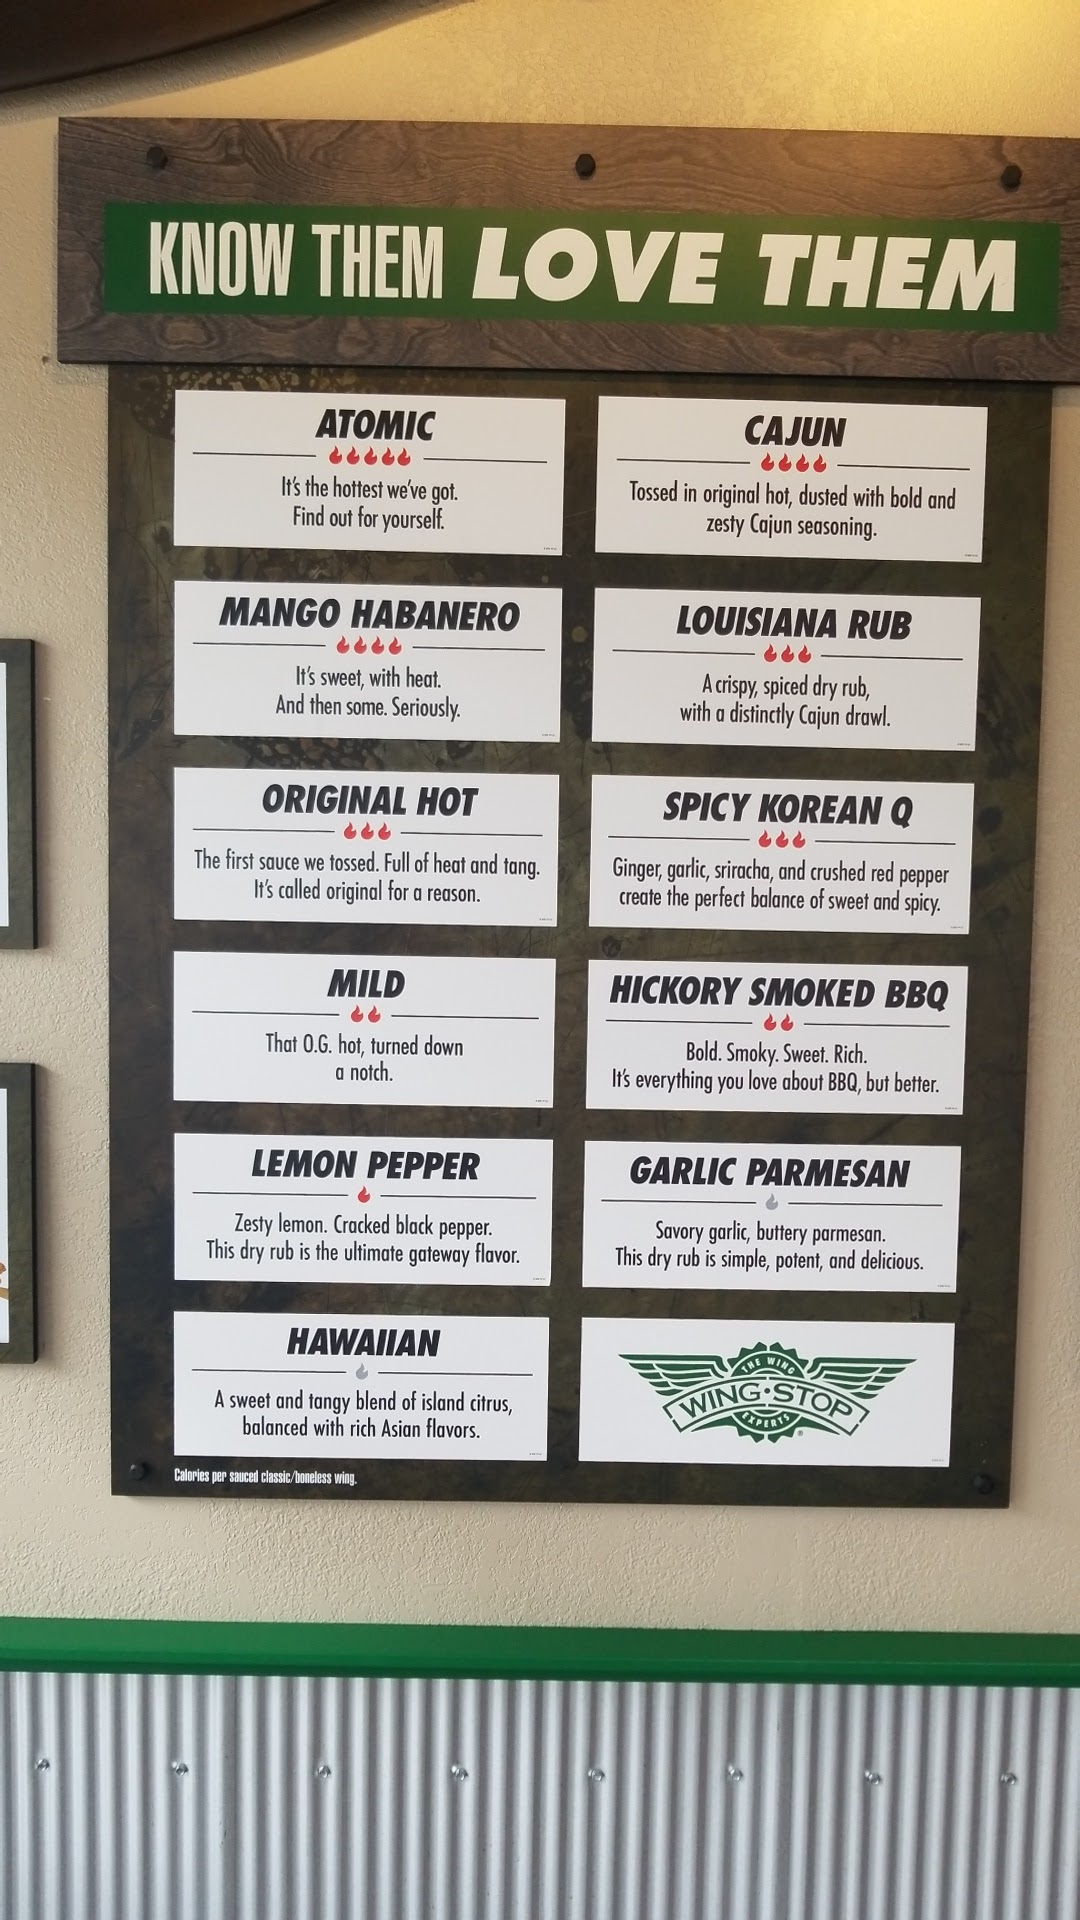 KNOW THEM LOVE THEM
ATOMIC
It's the hottest we've got.
Find out for yourself.
CAJUN
Tossed in original hot, dusted with bold and
zesty Cajun seasoning.
MANGO HABANERO
It's sweet, with heat.
And then some. Seriously.
LOUISIANA RUB
A crispy, spiced dry rub,
with a distinctly Cajun drawl.
ORIGINAL HOT
The first sauce we tossed. Full of heat and tang.
It's called original for a reason.
SPICY KOREAN Q
Ginger, garlic, sriracha, and crushed red pepper
create the perfect balance of sweet and spicy.
MILD
That O.G. hot, turned down
a notch.
HICKORY SMOKED BBQ
Bold. Smoky. Sweet. Rich.
It's everything you love about BBQ, but better.
LEMON PEPPER
Zesty lemon. Cracked black pepper.
This dry rub is the ultimate gateway flavor.
GARLIC PARMESAN
Savory garlic, buttery parmesan.
This dry rub is simple, potent, and delicious.
HAWAIIAN
A sweet and tangy blend of island citrus,
balanced with rich Asian flavors.
THE WING
WING·STOP
EXPERTS
®
Calories per sauced classic/boneless wing.